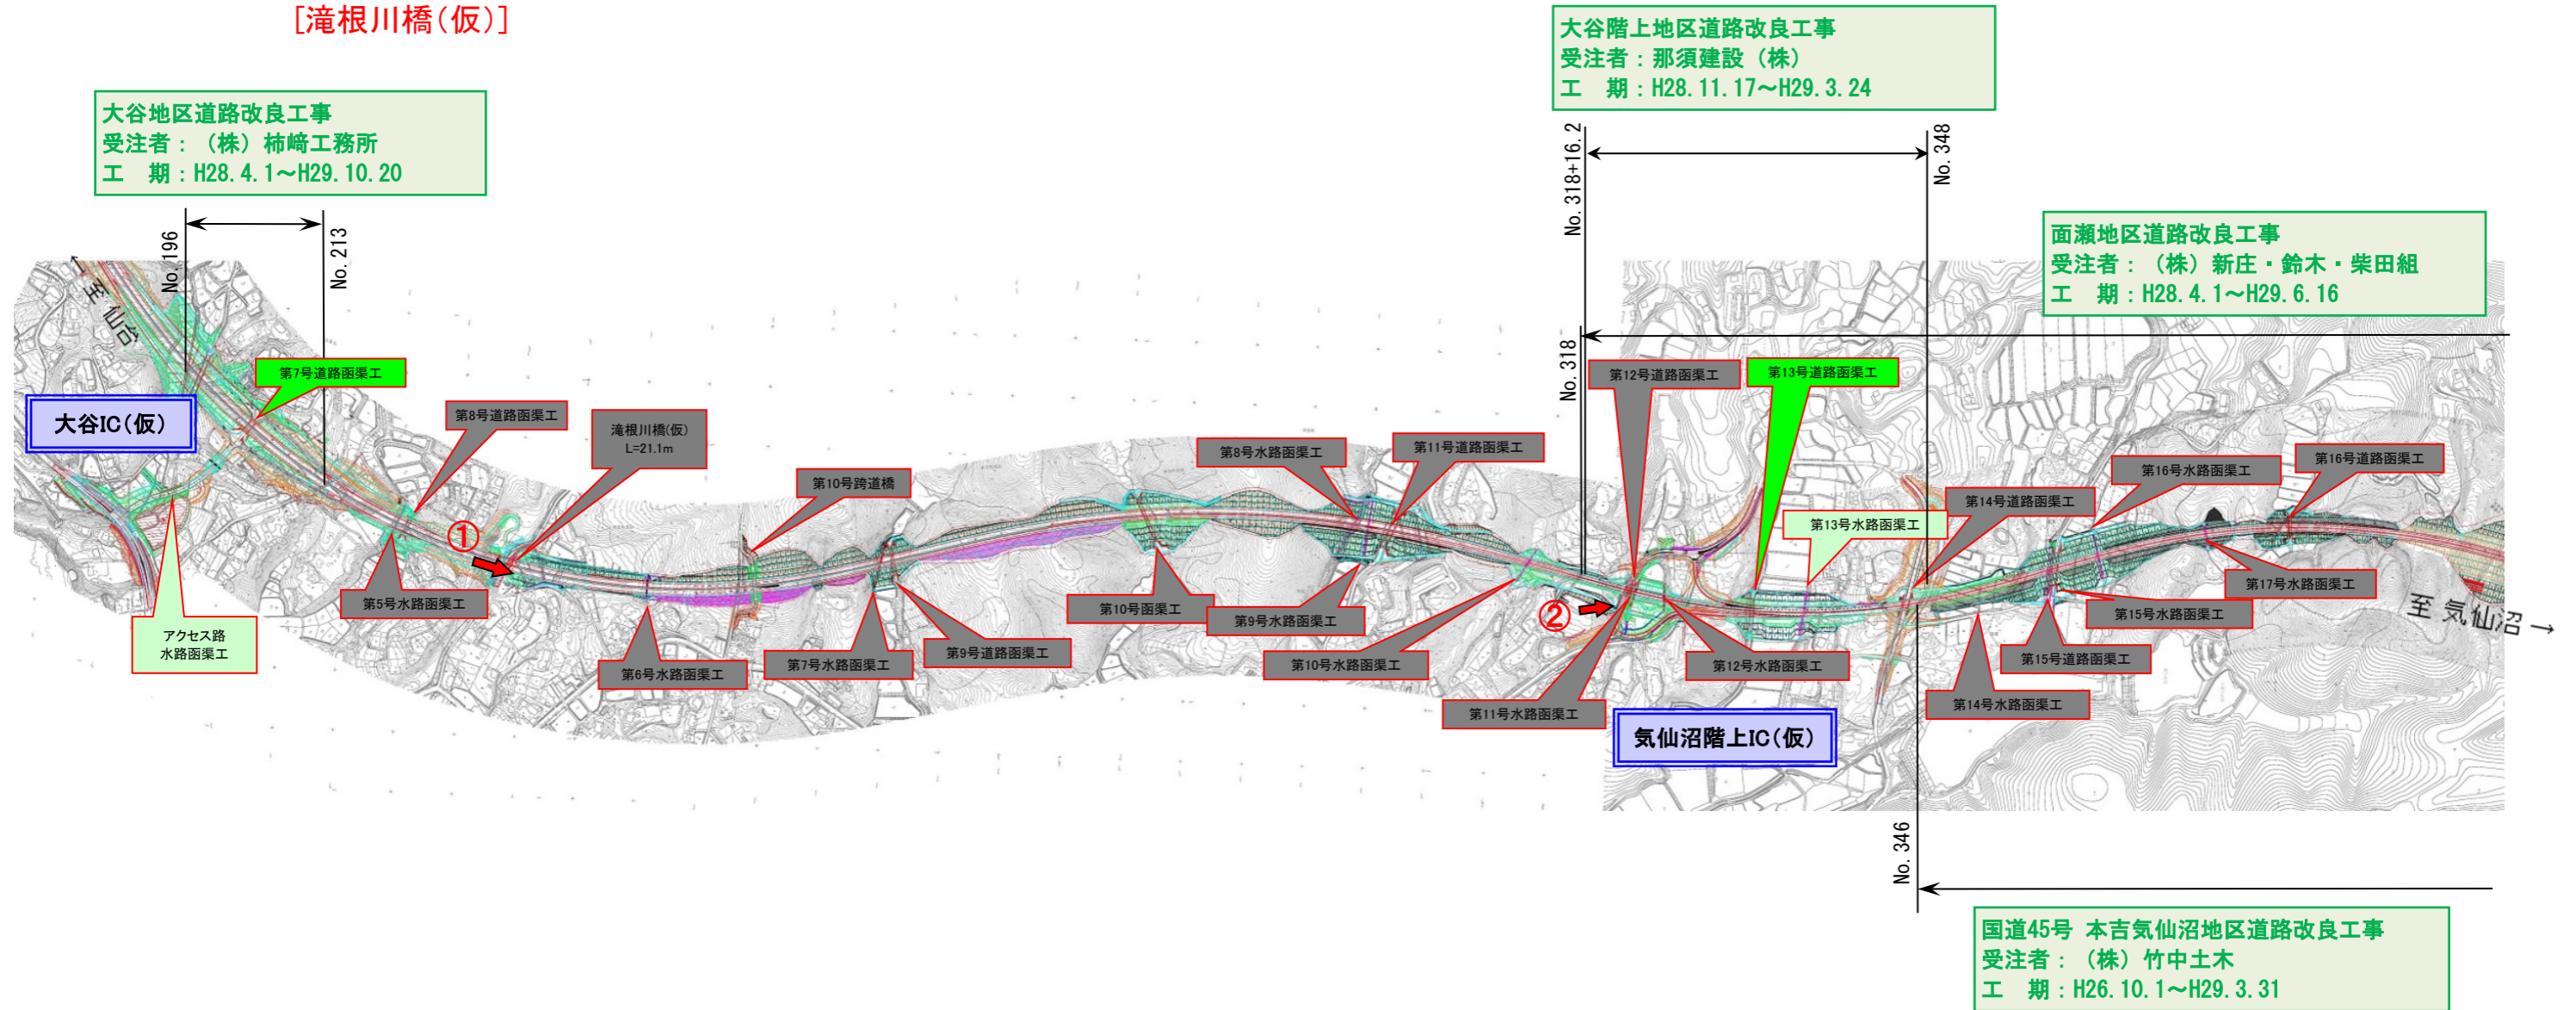 [滝根川橋(仮)]
大谷階上地区道路改良工事
受注者：那須建設（株）
工　期：H28.11.17～H29.3.24
大谷地区道路改良工事
受注者：（株）柿﨑工務所
工　期：H28.4.1～H29.10.20
No.318+16.2
No.348
No.196
No.213
面瀬地区道路改良工事
受注者：（株）新庄・鈴木・柴田組
工　期：H28.4.1～H29.6.16
←至 仙台
No.318
第7号道路函渠工
第12号道路函渠工
第13号道路函渠工
大谷IC(仮)
第8号道路函渠工
滝根川橋(仮)
L=21.1m
第10号跨道橋
第8号水路函渠工
第11号道路函渠工
第16号水路函渠工
第16号道路函渠工
第14号道路函渠工
第13号水路函渠工
①
②
第5号水路函渠工
第10号函渠工
第9号水路函渠工
第17号水路函渠工
第15号水路函渠工
至 気仙沼 →
アクセス路
水路函渠工
第6号水路函渠工
第7号水路函渠工
第9号道路函渠工
第10号水路函渠工
第12号水路函渠工
第15号道路函渠工
第11号水路函渠工
第14号水路函渠工
気仙沼階上IC(仮)
No.346
国道45号 本吉気仙沼地区道路改良工事
受注者：（株）竹中土木
工　期：H26.10.1～H29.3.31